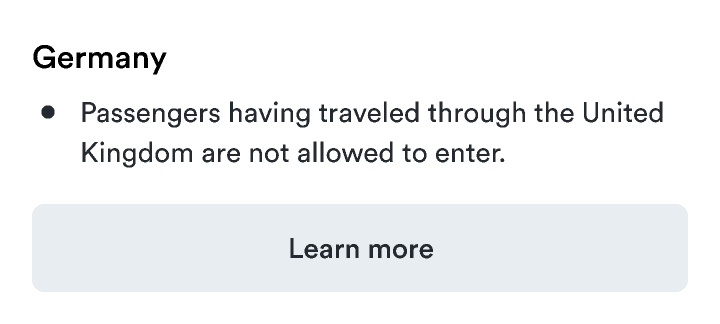 Germany
• Passengers having traveled through the United
Kingdom are not allowed to enter.
Learn more